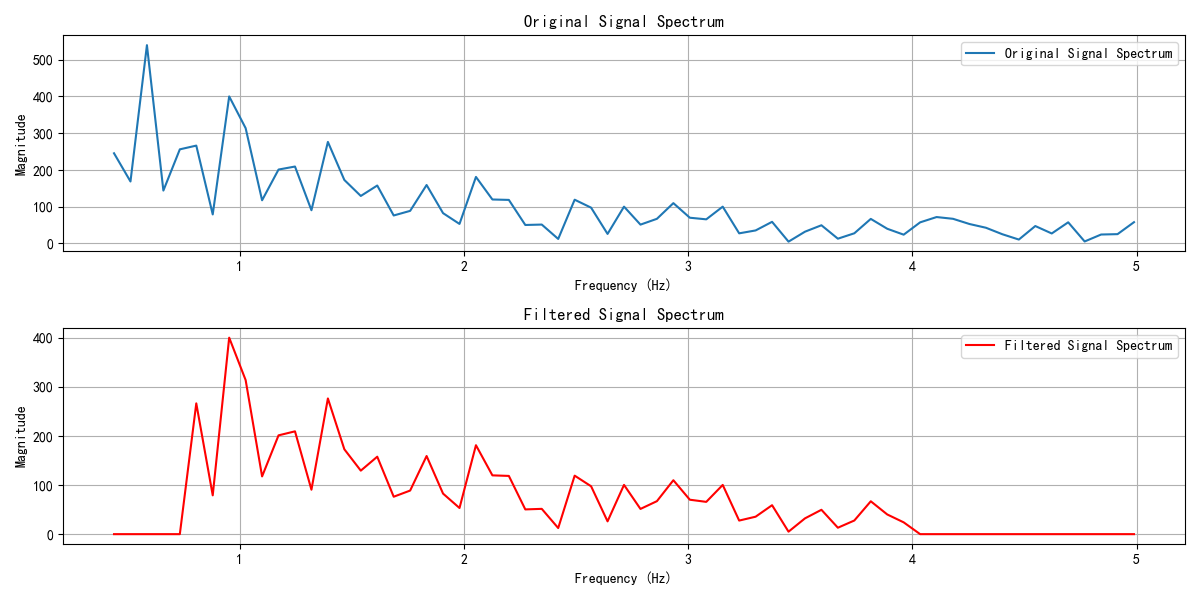 Original Signal Spectrum
Original Signal Spectrum
Magnitude
500
400
300
200
100
0
1
2
3
4
5
Frequency (Hz)
Filtered Signal Spectrum
Filtered Signal Spectrum
Magnitude
400
300
200
100
0
1
2
3
4
5
Frequency (Hz)